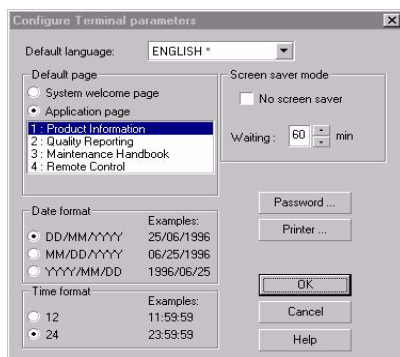 Configure Terminal parameters
Default language: ENGLISH *
Default page
System welcome page
Application page
1 : Product Information
2 : Quality Reporting
3 : Maintenance Handbook
4 : Remote Control
Screen saver mode
No screen saver
Waiting : 60 min
Date format
Examples:
DD/MM/YYYY 25/06/1996
MM/DD/YYYY 06/25/1996
YYYY/MM/DD 1996/06/25
Time format
Examples:
12 11:59:59
24 23:59:59
Password ...
Printer ...
OK
Cancel
Help